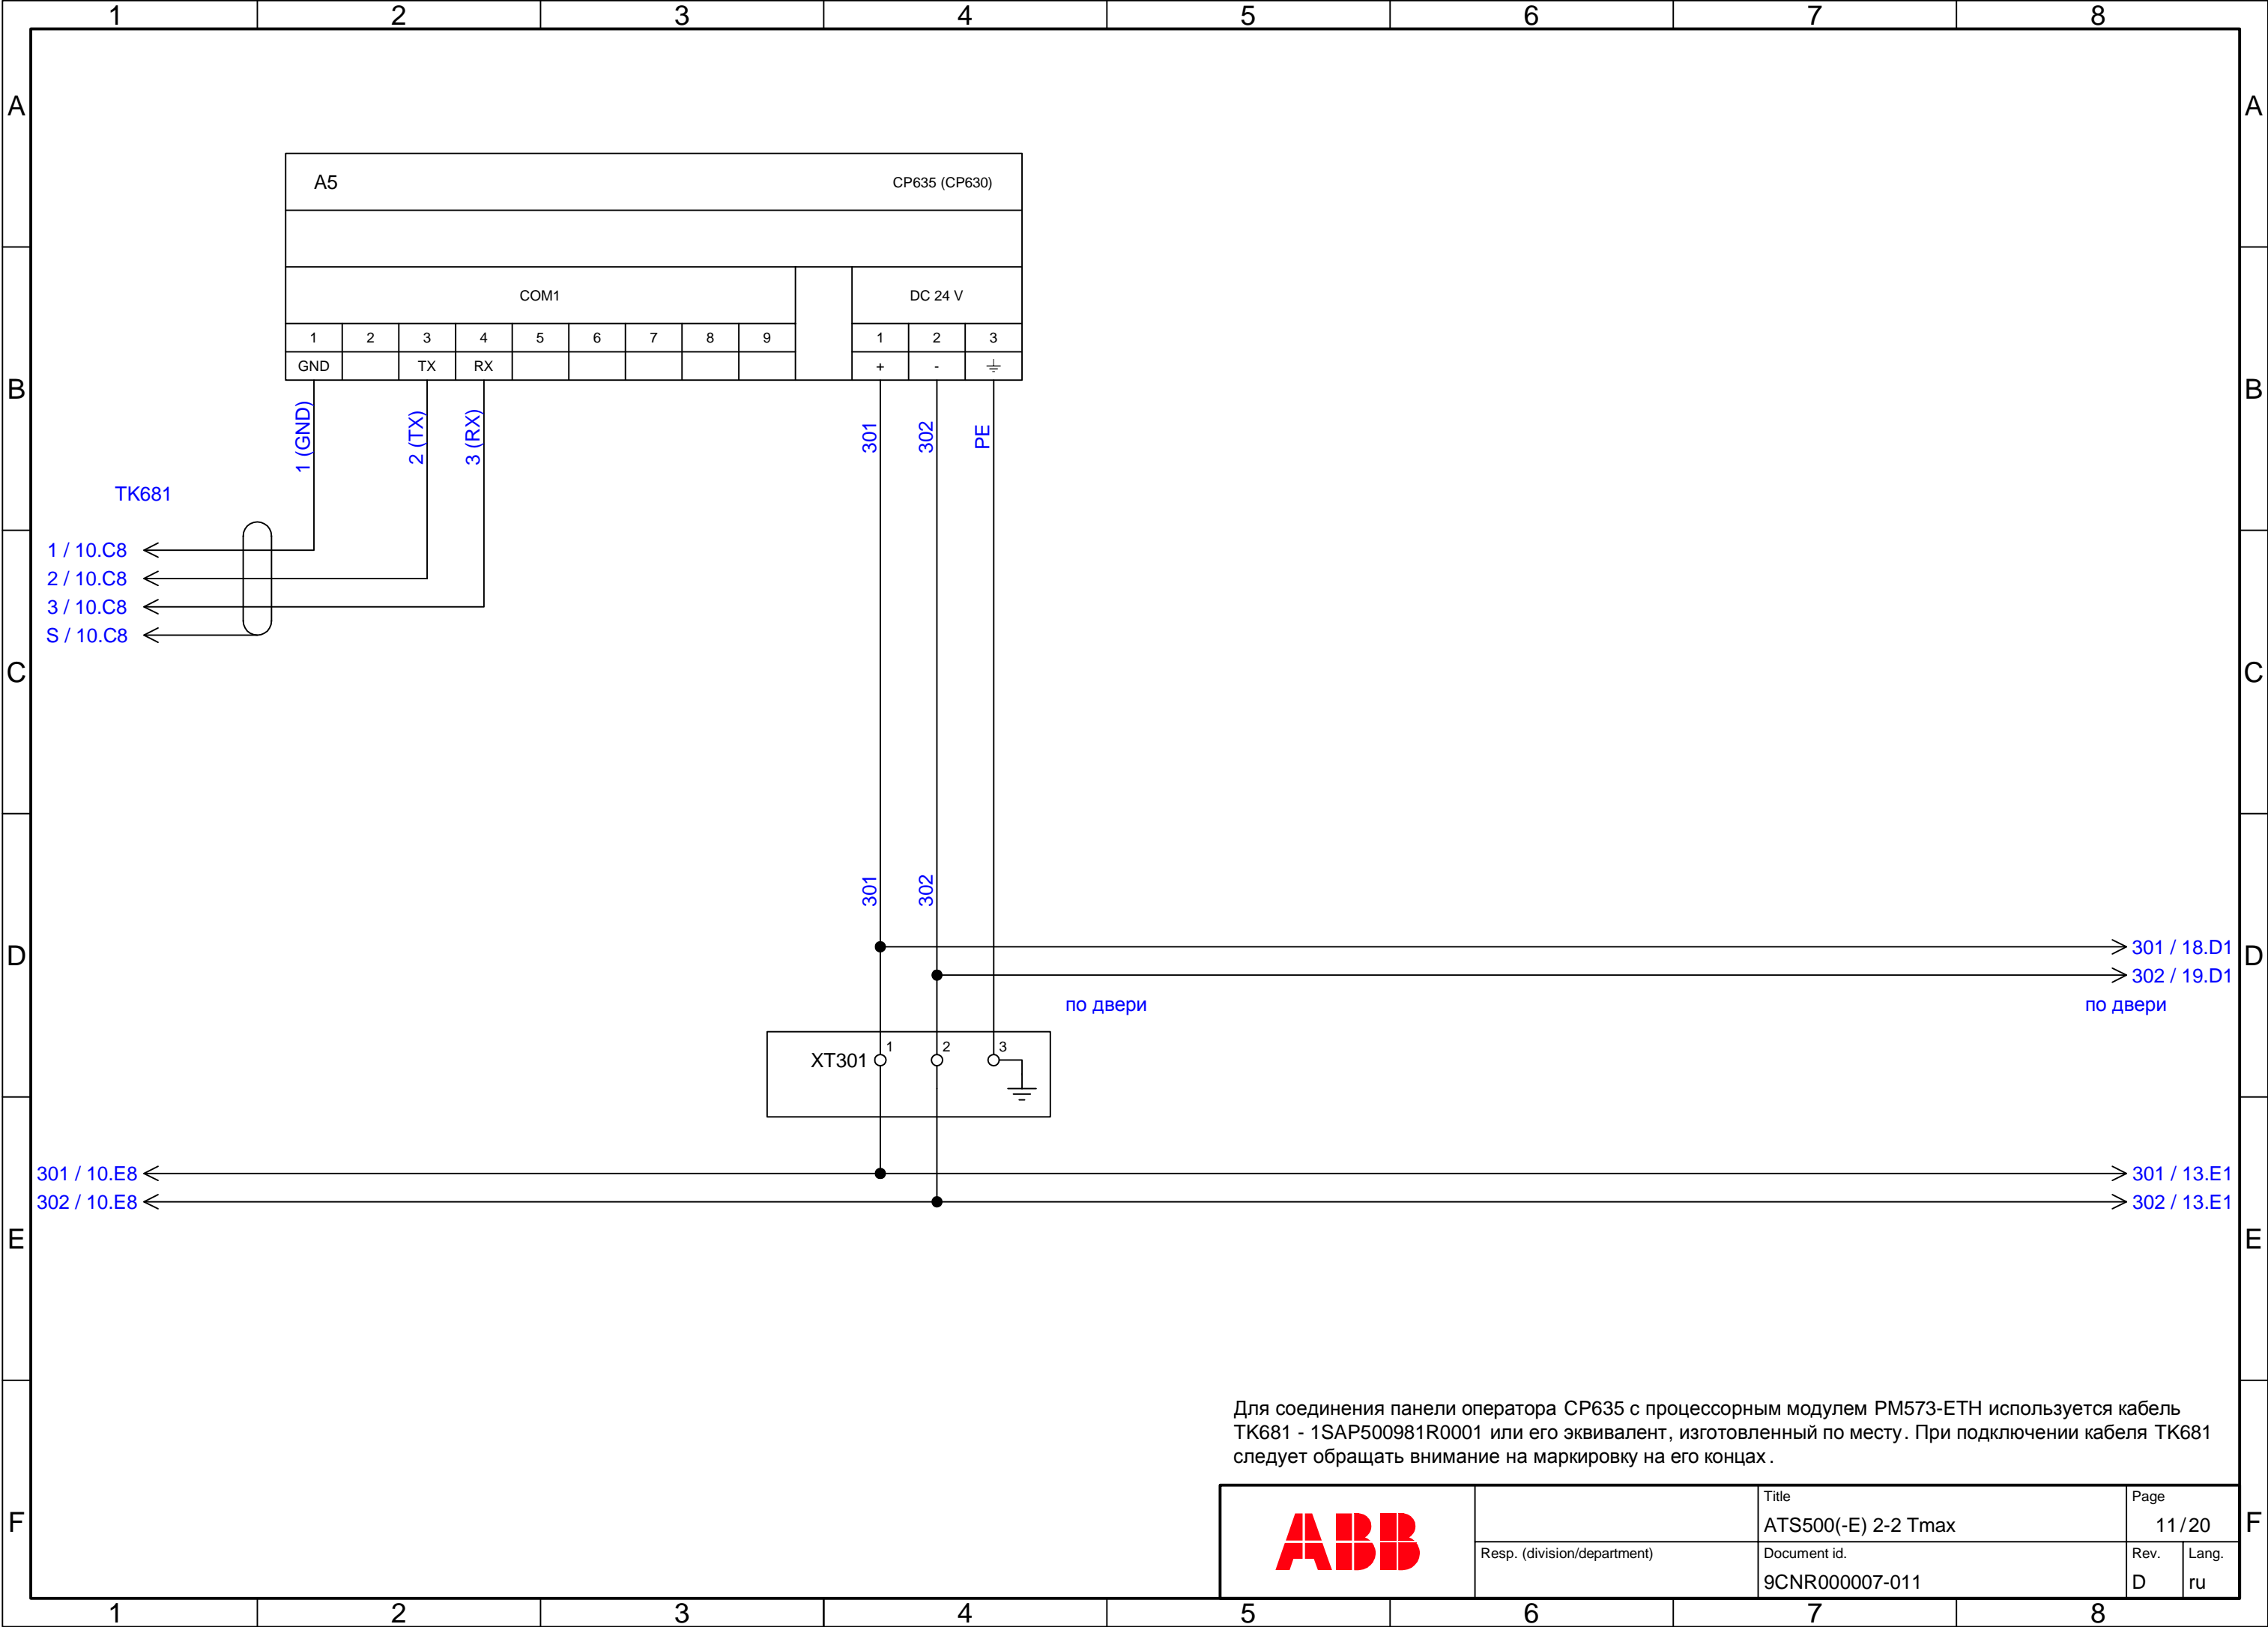 1 2 3 4 5 6 7 8
A A
A5 CP635 (CP630)
COM1 DC 24 V
1 2 3 4 5 6 7 8 9 1 2 3
GND TX RX + -
B B
1 (GND) 2 (TX) 3 (RX) 301 302 PE
TK681
1 / 10.C8
2 / 10.C8
3 / 10.C8
S / 10.C8
C C
301 302
D D
301 / 18.D1
302 / 19.D1
по двери по двери
XT301 1 2 3
301 / 10.E8 301 / 13.E1
302 / 10.E8 302 / 13.E1
E E
Для соединения панели оператора CP635 с процессорным модулем PM573-ETH используется кабель
TK681 - 1SAP500981R0001 или его эквивалент, изготовленный по месту. При подключении кабеля TK681
следует обращать внимание на маркировку на его концах.
F F
ABB
Title Page
ATS500(-E) 2-2 Tmax 11/20
Resp. (division/department) Document id. Rev. Lang.
9CNR000007-011 D ru
1 2 3 4 5 6 7 8